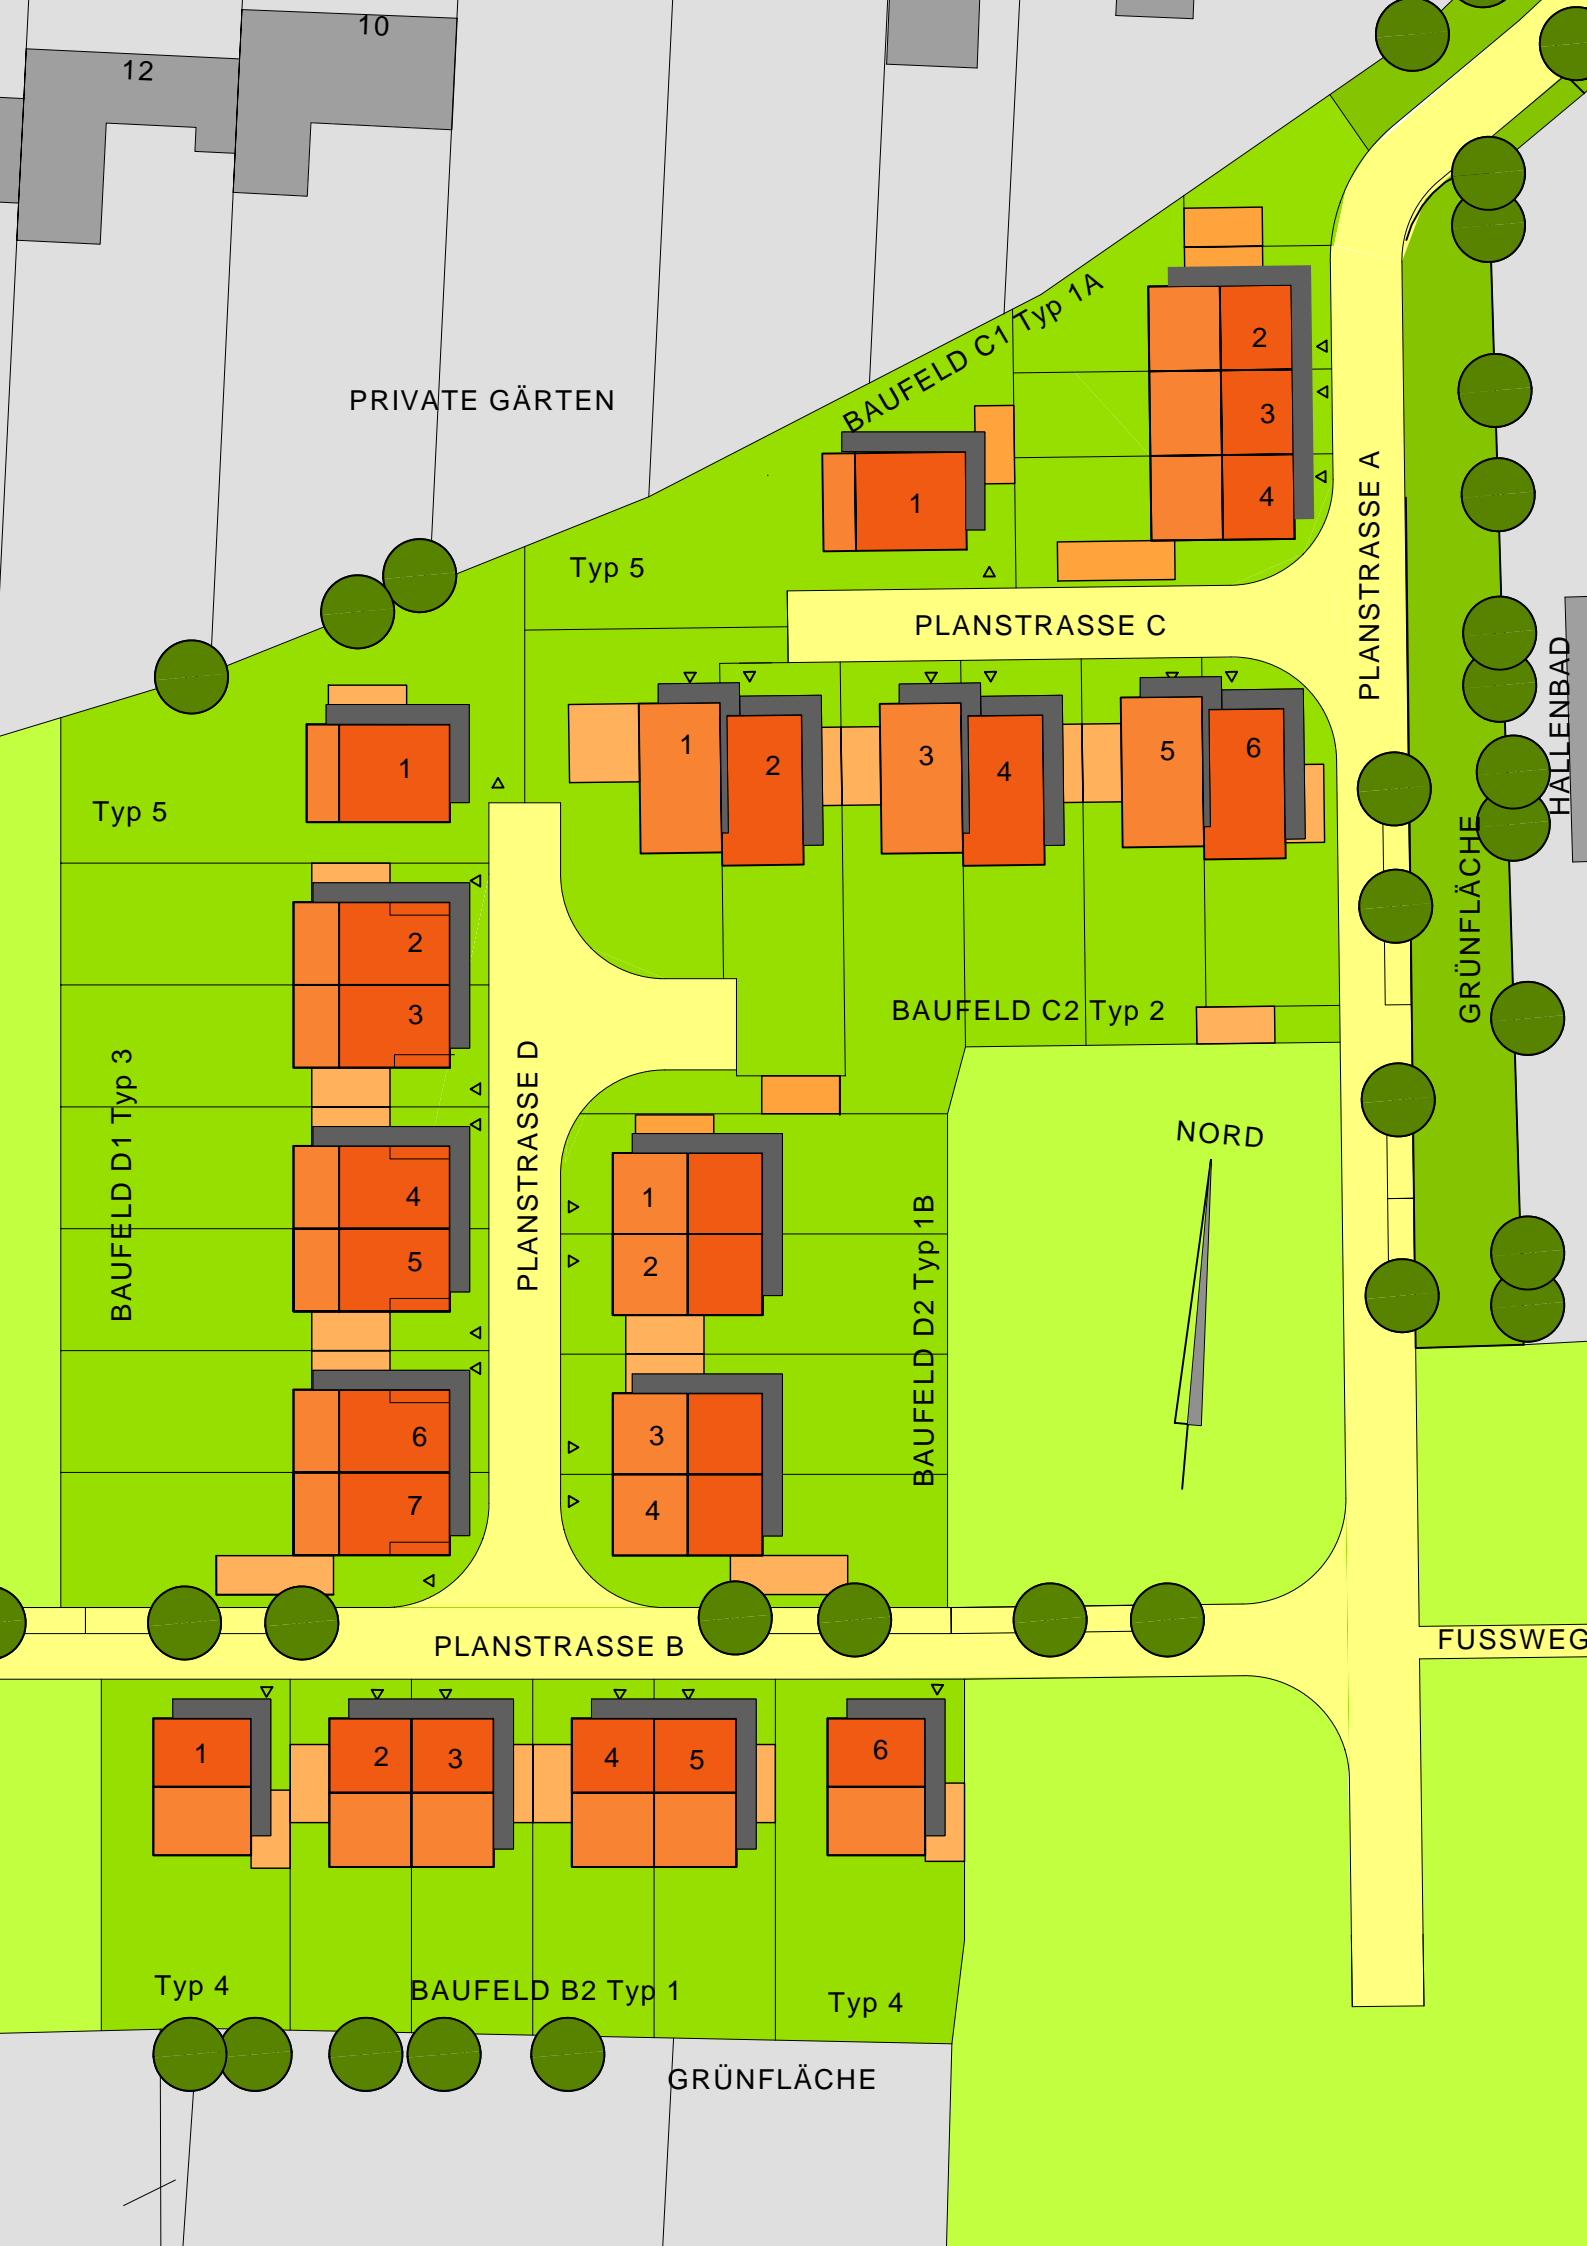 10
12
PRIVATE GÄRTEN
BAUFELD C1 Typ 1A
2
3
4
1
Typ 5
PLANSTRASSE A
PLANSTRASSE C
HALLENBAD
1
2
3
4
5
6
1
Typ 5
GRÜNFLÄCHE
2
3
BAUFELD C2 Typ 2
PLANSTRASSE D
BAUFELD D1 Typ 3
NORD
4
5
1
2
BAUFELD D2 Typ 1B
6
7
3
4
PLANSTRASSE B
FUSSWEG
1
2
3
4
5
6
Typ 4
BAUFELD B2 Typ 1
Typ 4
GRÜNFLÄCHE